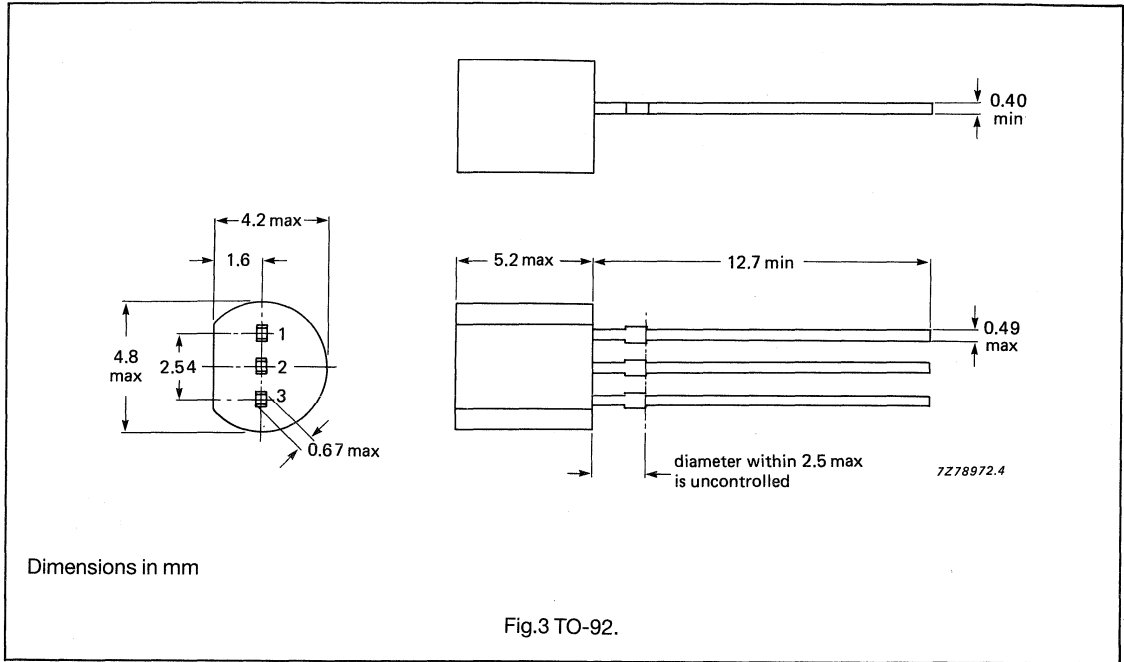 0.40
min
4.2 max
1.6
5.2 max
12.7 min
1
0.49
max
4.8
max
2.54
2
3
0.67 max
diameter within 2.5 max
is uncontrolled
7Z78972.4
Dimensions in mm
Fig.3 TO-92.